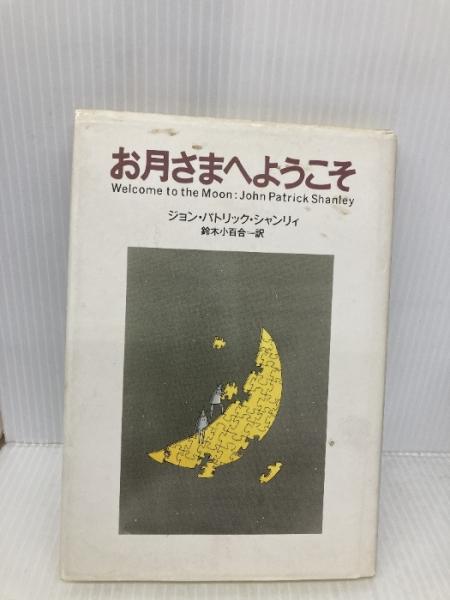 お月さまへようこそ
Welcome to the Moon: John Patrick Shanley
ジョン・パトリック・シャンリィ
鈴木小百合＝訳